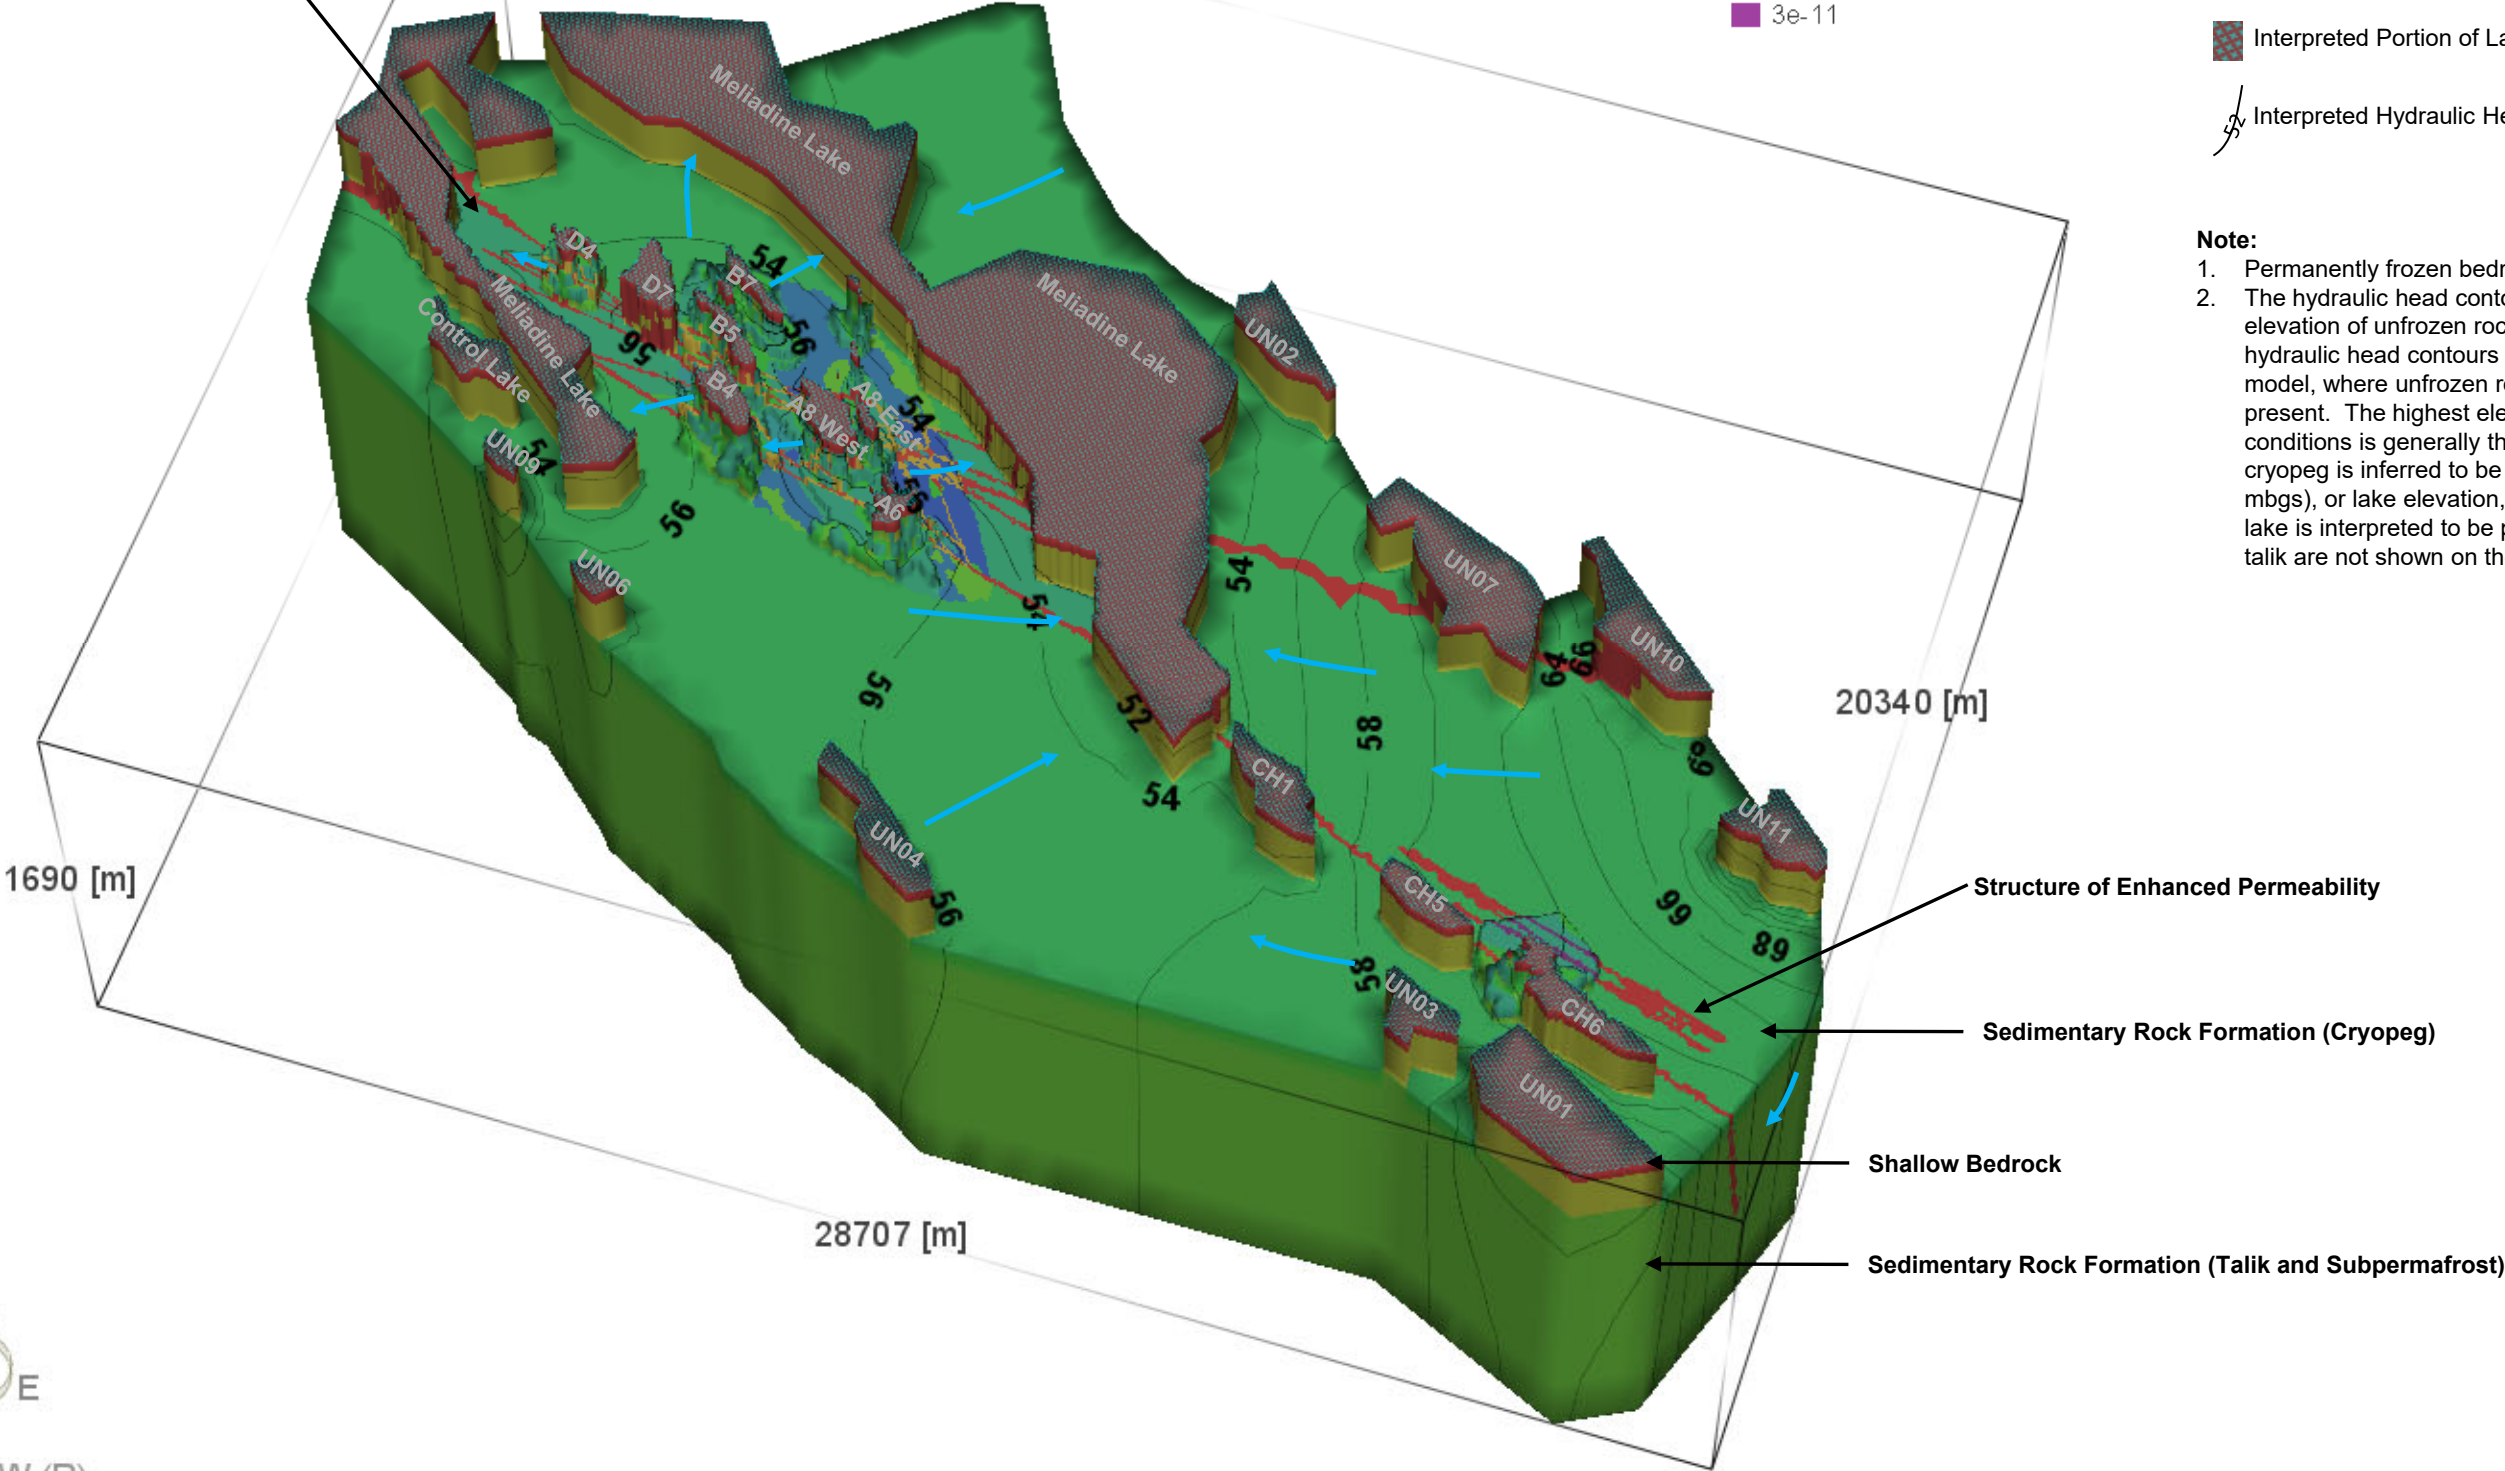 3e-11
Interpreted Portion of La
52
Interpreted Hydraulic He
Note:
1. Permanently frozen bedr
2. The hydraulic head conto
elevation of unfrozen roc
hydraulic head contours
model, where unfrozen r
present. The highest ele
conditions is generally th
cryopeg is inferred to be
mbgs), or lake elevation,
lake is interpreted to be p
talik are not shown on th
Meliadine Lake
Meliadine Lake
Meliadine Lake
Control Lake
D4
D7
B7
B5
B4
A8 West
A8 East
A6
UN09
UN06
UN04
UN02
UN07
UN10
UN11
CH1
CH5
CH6
UN03
UN01
54
56
56
54
55
54
56
54
54
56
52
54
56
58
58
64
66
69
66
68
20340 [m]
1690 [m]
28707 [m]
Structure of Enhanced Permeability
Sedimentary Rock Formation (Cryopeg)
Shallow Bedrock
Sedimentary Rock Formation (Talik and Subpermafrost)
E